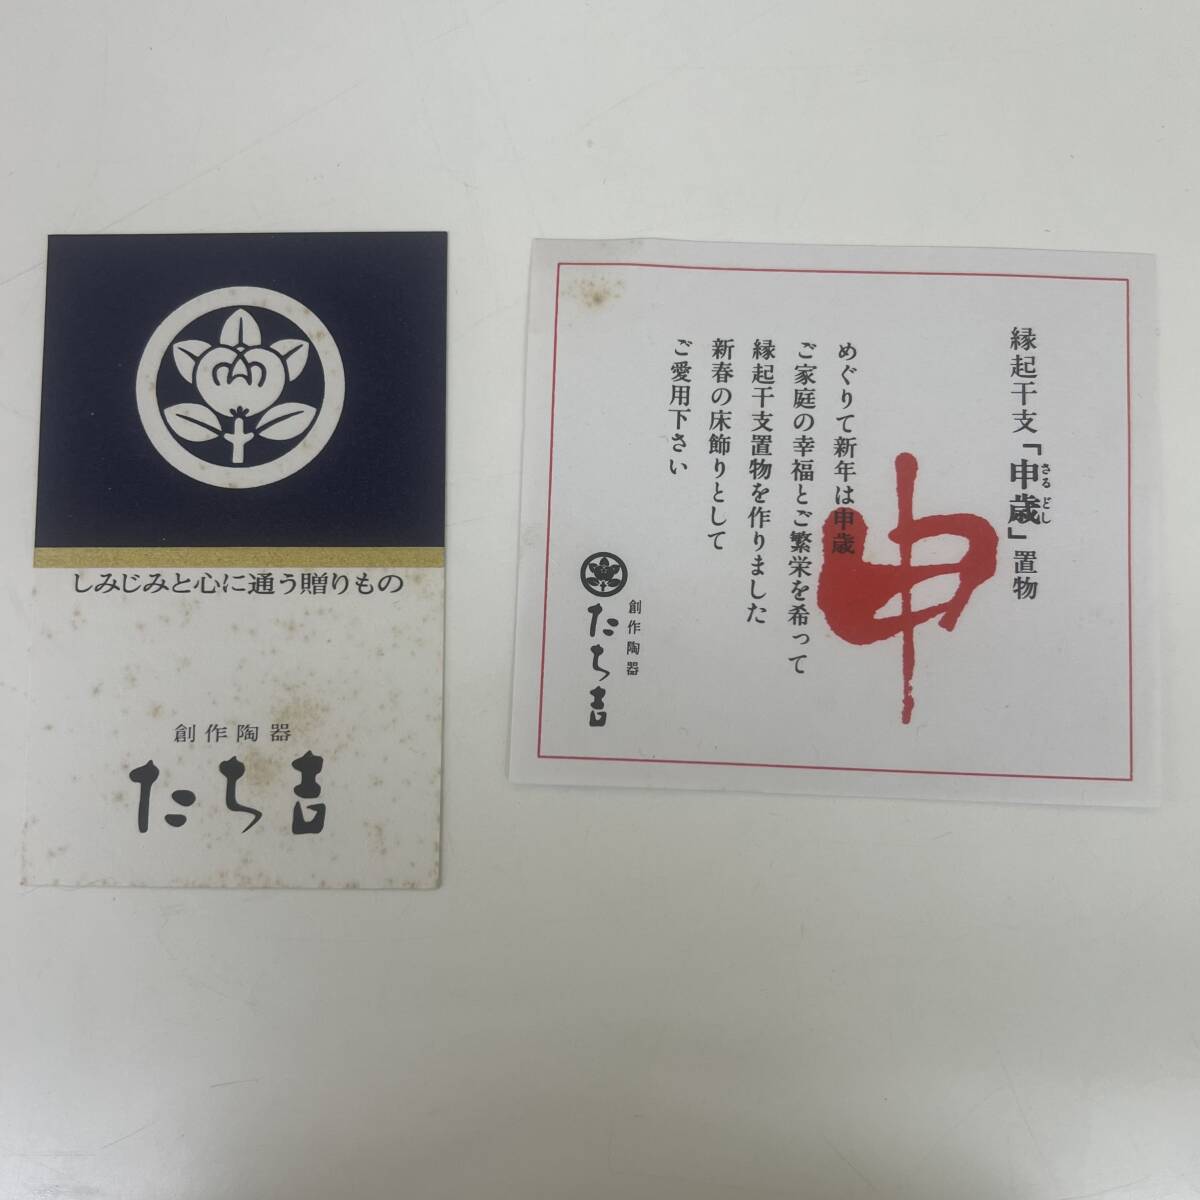 しみじみと心に通う贈りもの
創作陶器
たち吉
縁起干支「申歳」置物
さるどし
申
めぐりて新年は申歳
ご家庭の幸福とご繁栄を希って
縁起干支置物を作りました
新春の床飾りとして
ご愛用下さい
創作陶器
たち吉